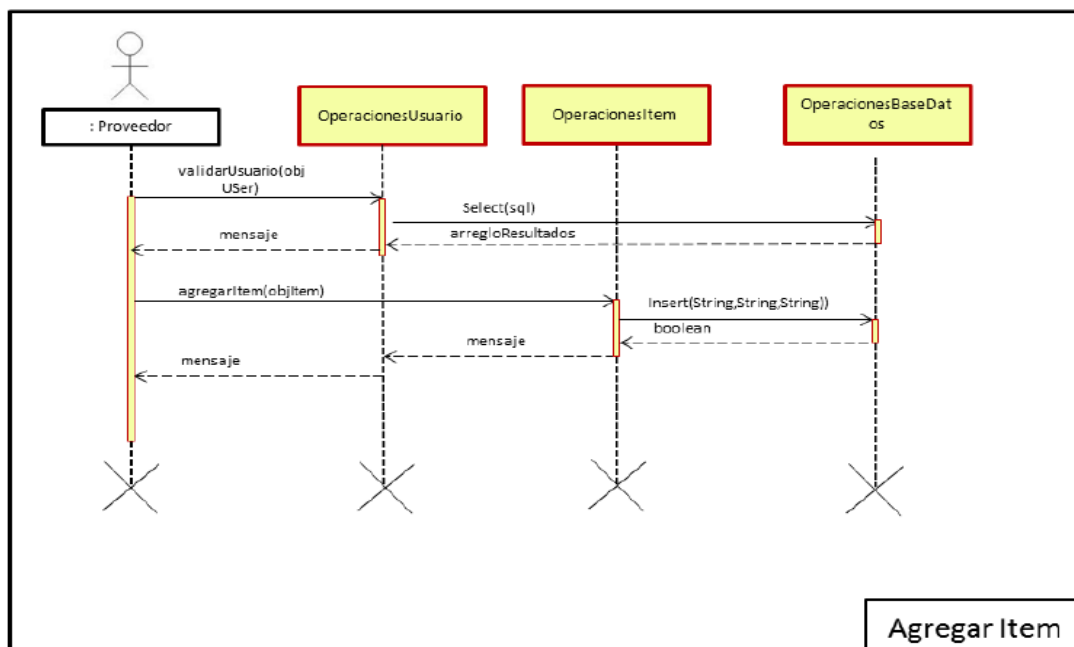 : Proveedor
OperacionesUsuario
OperacionesItem
OperacionesBaseDat
os
validarUsuario(obj
USer)
Select(sql)
arregloResultados
mensaje
agregarItem(objItem)
Insert(String,String,String))
boolean
mensaje
mensaje
Agregar Item